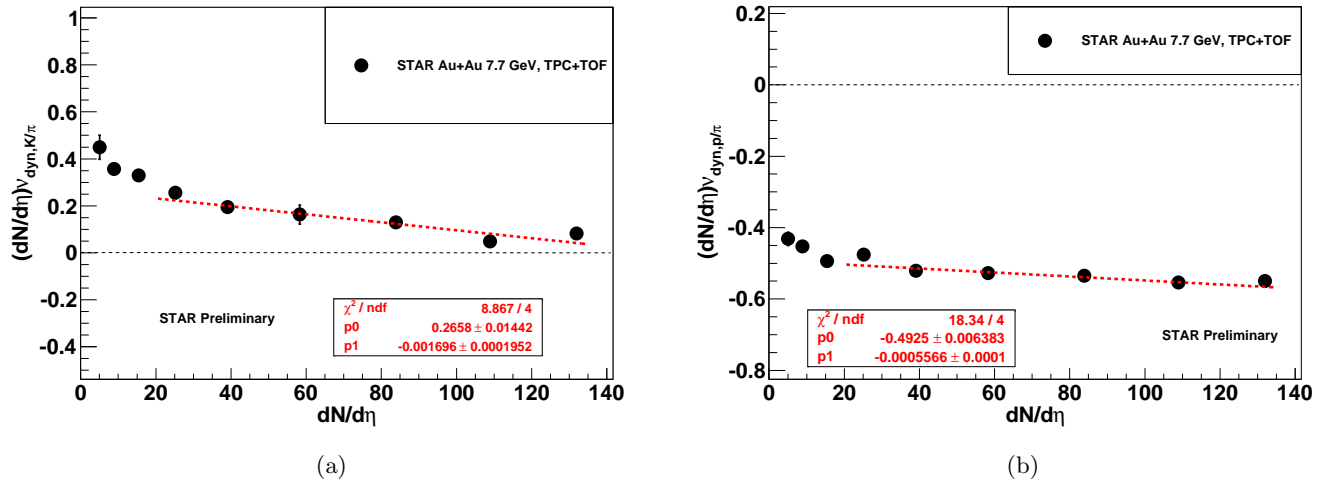 1
0.8
0.6
0.4
0.2
0
-0.2
-0.4
(dN/dη)ν_dyn,K/π
STAR Au+Au 7.7 GeV, TPC+TOF
STAR Preliminary
χ² / ndf 8.867 / 4
p0 0.2658 ± 0.01442
p1 -0.001696 ± 0.0001952
0 20 40 60 80 100 120 140
dN/dη
(a)
0.2
0
-0.2
-0.4
-0.6
-0.8
(dN/dη)ν_dyn,p/π
STAR Au+Au 7.7 GeV, TPC+TOF
χ² / ndf 18.34 / 4
p0 -0.4925 ± 0.006383
p1 -0.0005566 ± 0.0001
STAR Preliminary
0 20 40 60 80 100 120 140
dN/dη
(b)